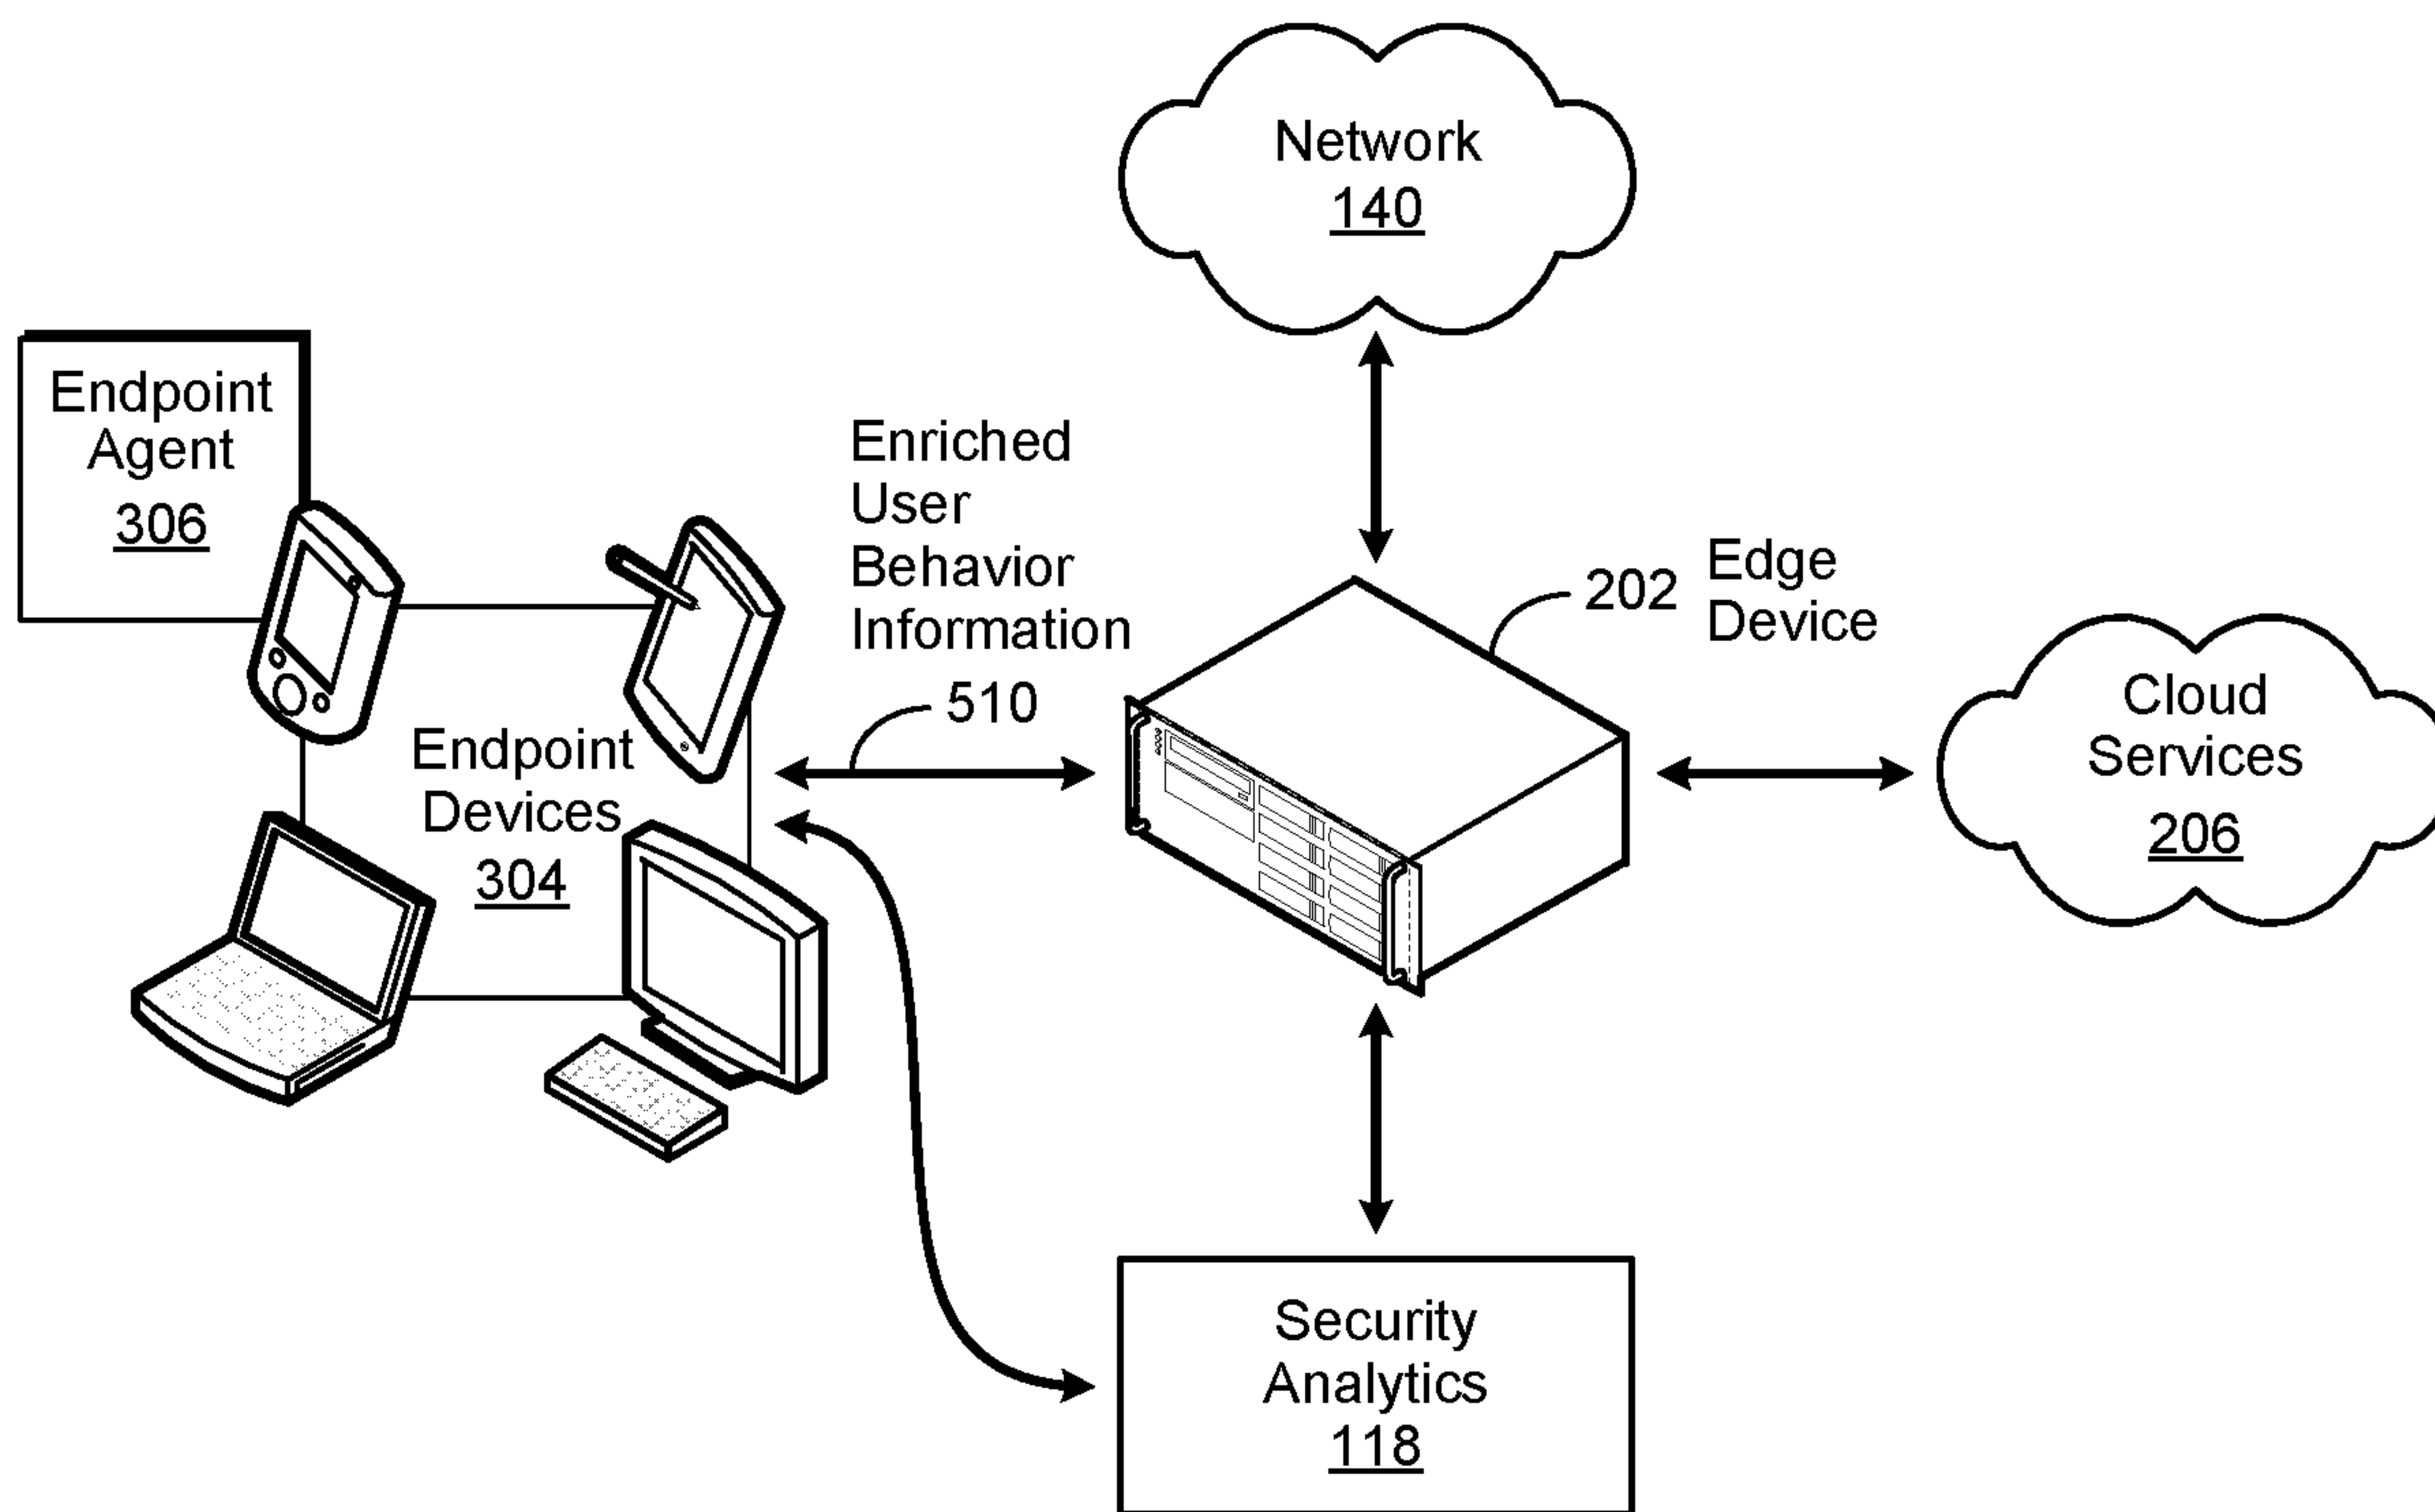 Network
140
Endpoint
Agent
306
Enriched
User
Behavior
Information
510
202
Edge
Device
Cloud
Services
206
Endpoint
Devices
304
Security
Analytics
118